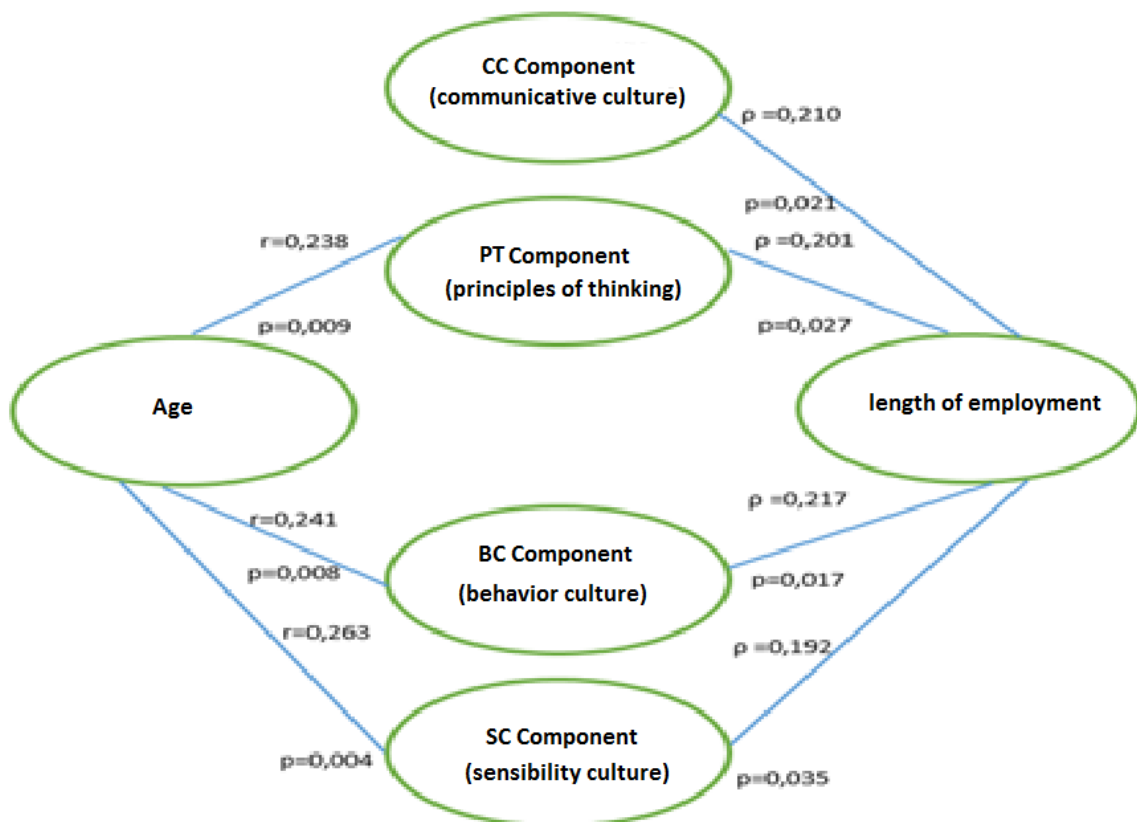 CC Component
(communicative culture)
ρ =0,210
p=0,021
PT Component
(principles of thinking)
r=0,238
p=0,009
ρ =0,201
p=0,027
Age
length of employment
r=0,241
p=0,008
BC Component
(behavior culture)
ρ =0,217
p=0,017
r=0,263
p=0,004
SC Component
(sensibility culture)
ρ =0,192
p=0,035